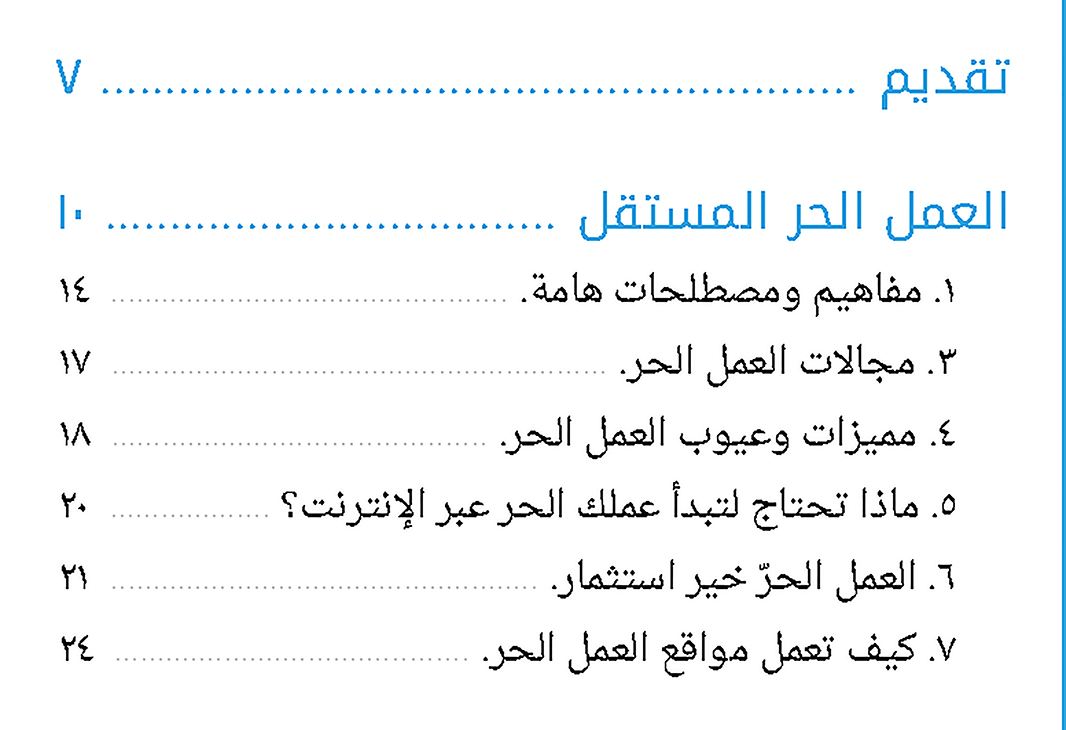 تقديم ........................................................ ٧
العمل الحر المستقل .................................. ١٠
١. مفاهيم ومصطلحات هامة. ........................................ ١٤
٣. مجالات العمل الحر. .................................................. ١٧
٤. مميزات وعيوب العمل الحر. ...................................... ١٨
٥. ماذا تحتاج لتبدأ عملك الحر عبر الإنترنت؟ ................ ٢٠
٦. العمل الحرّ خير استثمار. ........................................... ٢١
٧. كيف تعمل مواقع العمل الحر. .................................... ٢٤